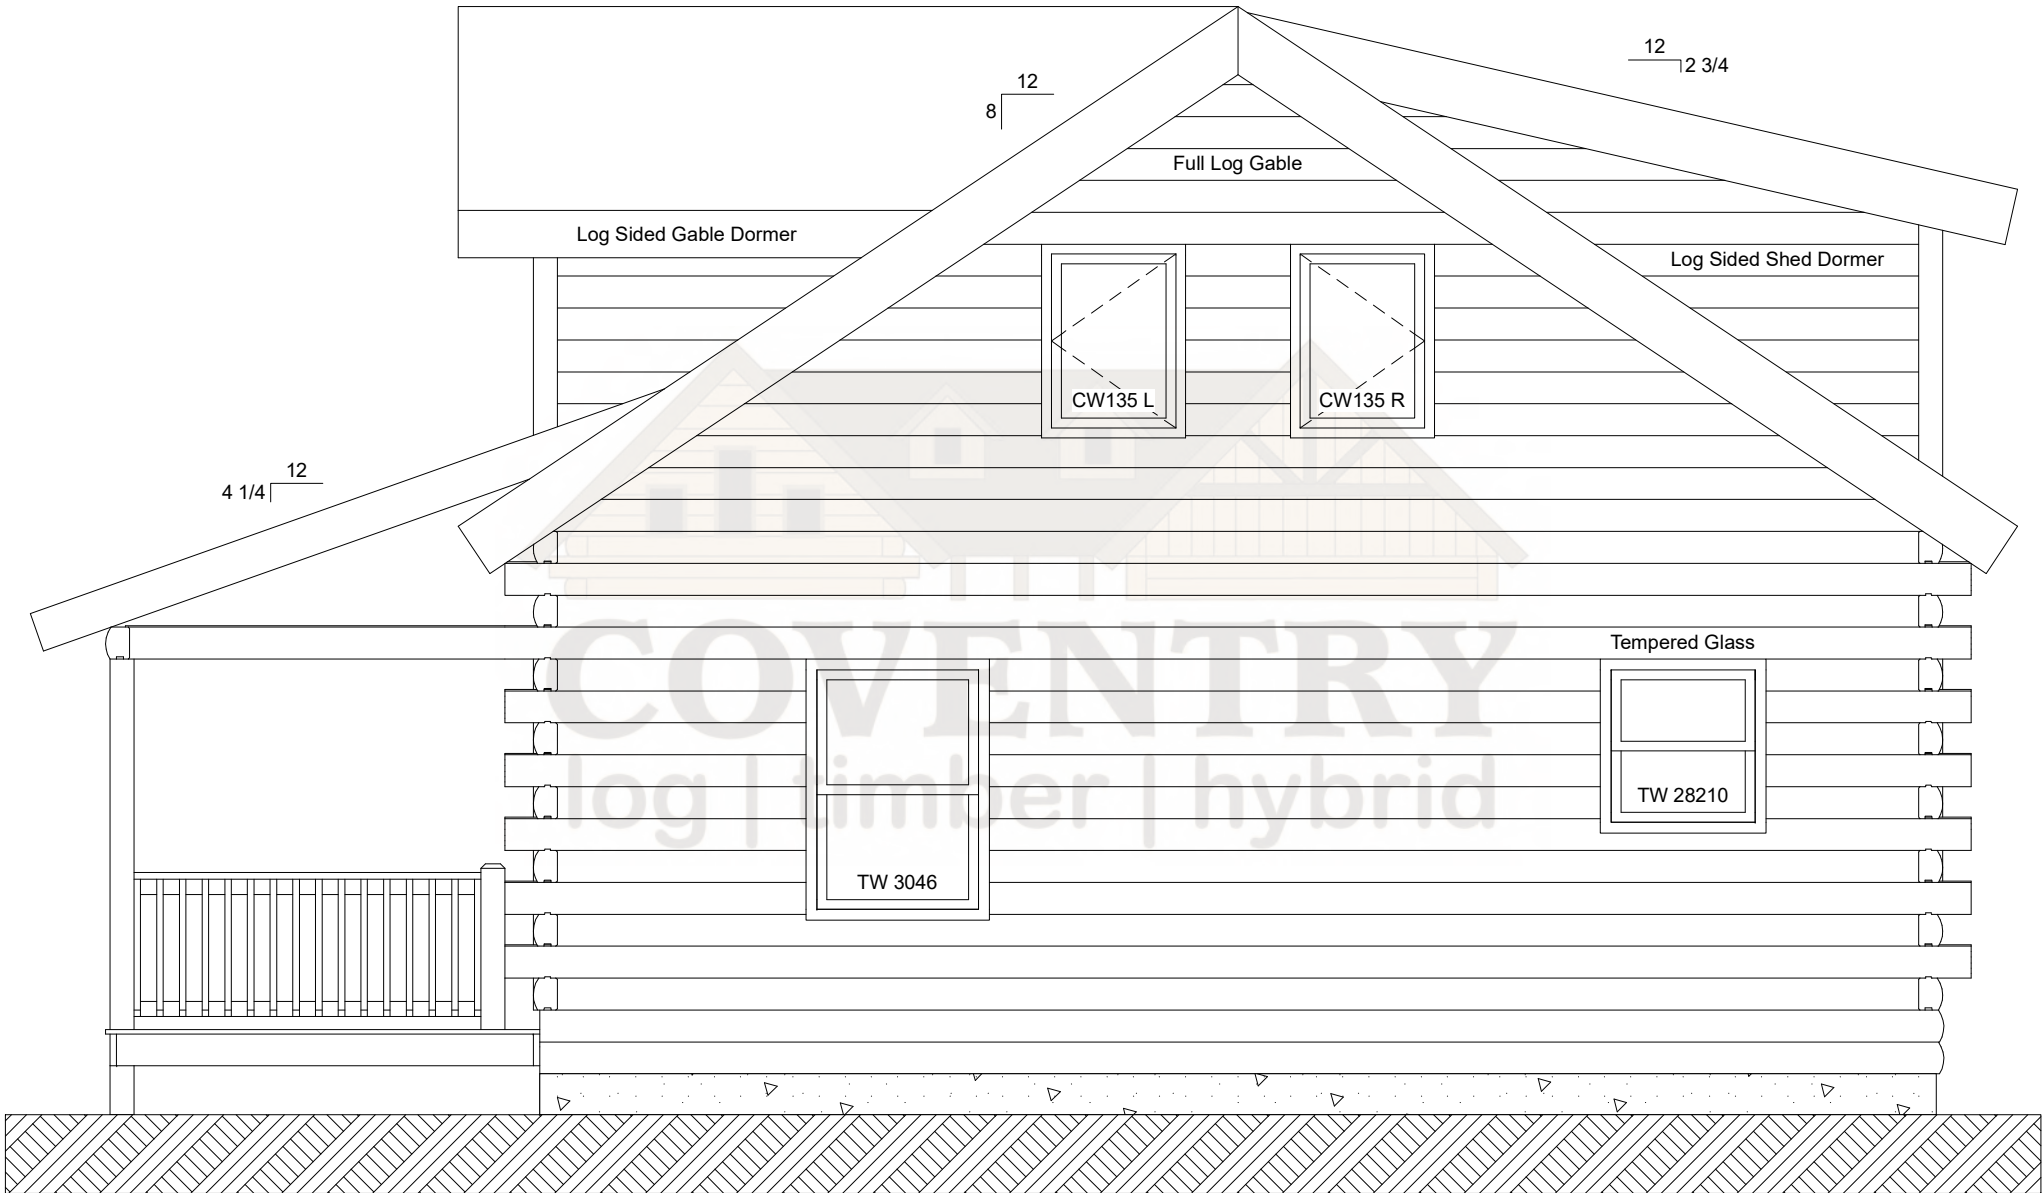 12
2 3/4
12
8
Full Log Gable
Log Sided Gable Dormer
Log Sided Shed Dormer
CW135 L
CW135 R
12
4 1/4
Tempered Glass
COVENTRY
log | timber | hybrid
TW 28210
TW 3046